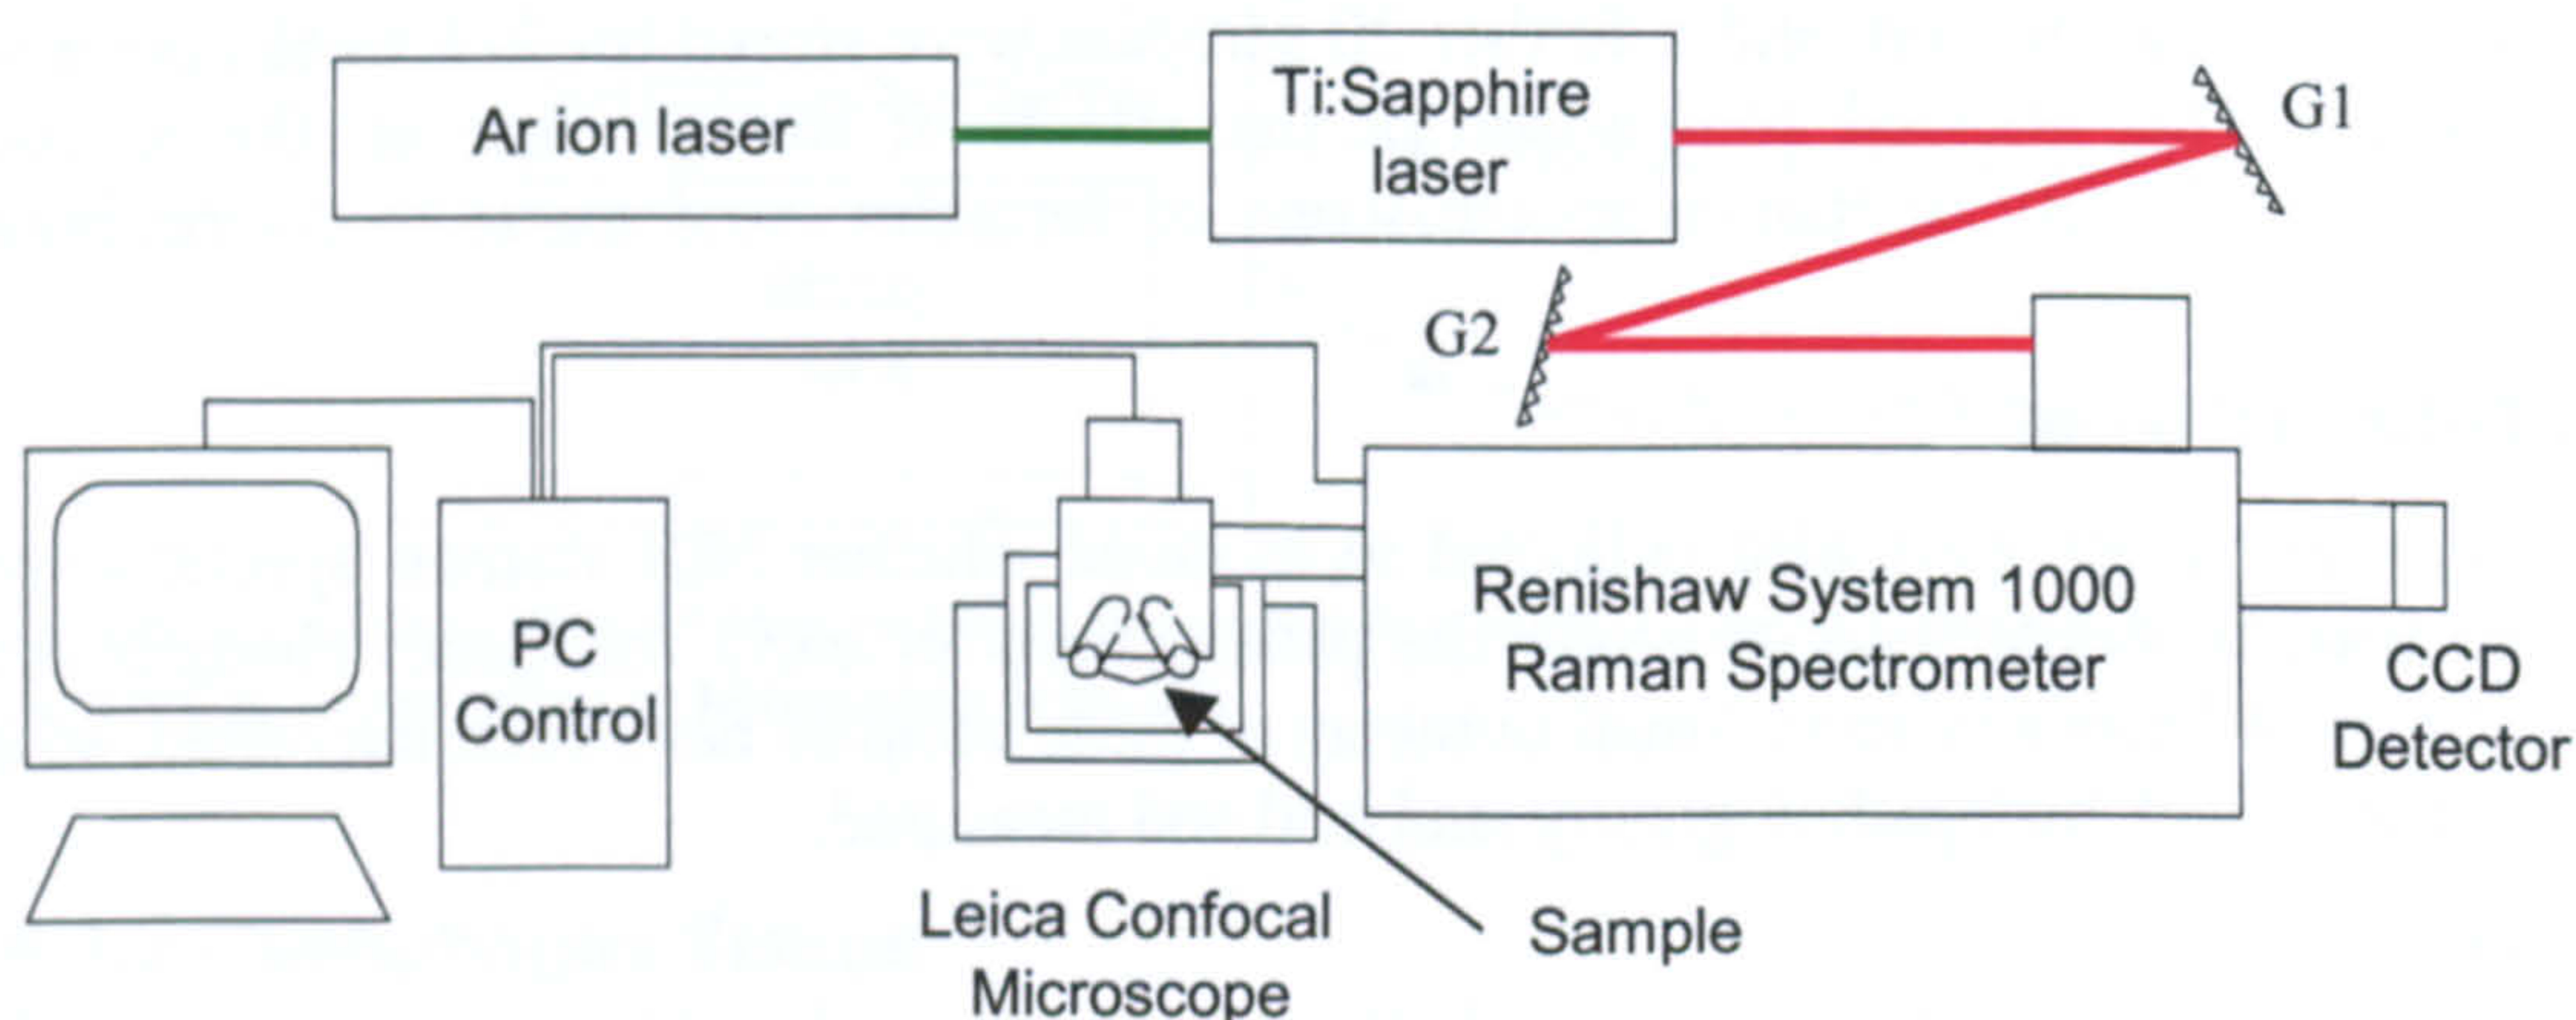 Ar ion laser
Ti:Sapphire
laser
G1
G2
PC
Control
Renishaw System 1000
Raman Spectrometer
CCD
Detector
Leica Confocal
Microscope
Sample